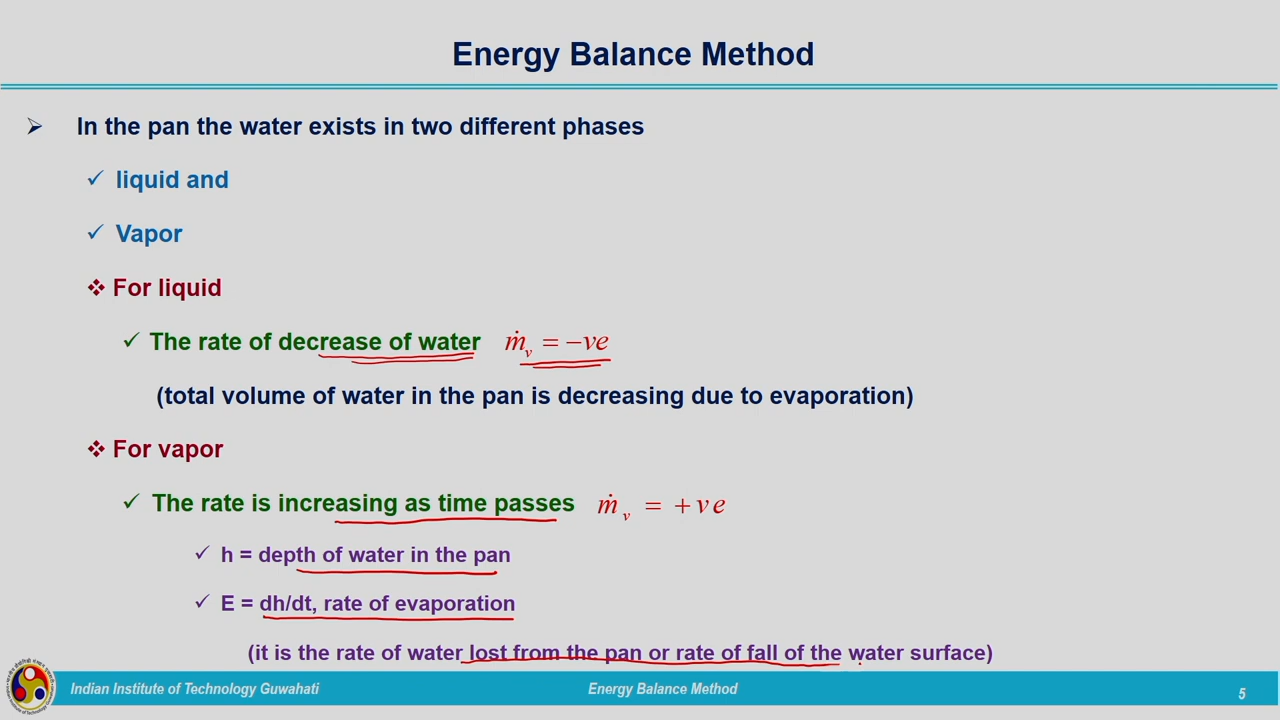 Energy Balance Method
In the pan the water exists in two different phases
liquid and
Vapor
For liquid
The rate of decrease of water ṁ_v = −ve
(total volume of water in the pan is decreasing due to evaporation)
For vapor
The rate is increasing as time passes ṁ_v = +ve
h = depth of water in the pan
E = dh/dt, rate of evaporation
(it is the rate of water lost from the pan or rate of fall of the water surface)
Indian Institute of Technology Guwahati Energy Balance Method 5